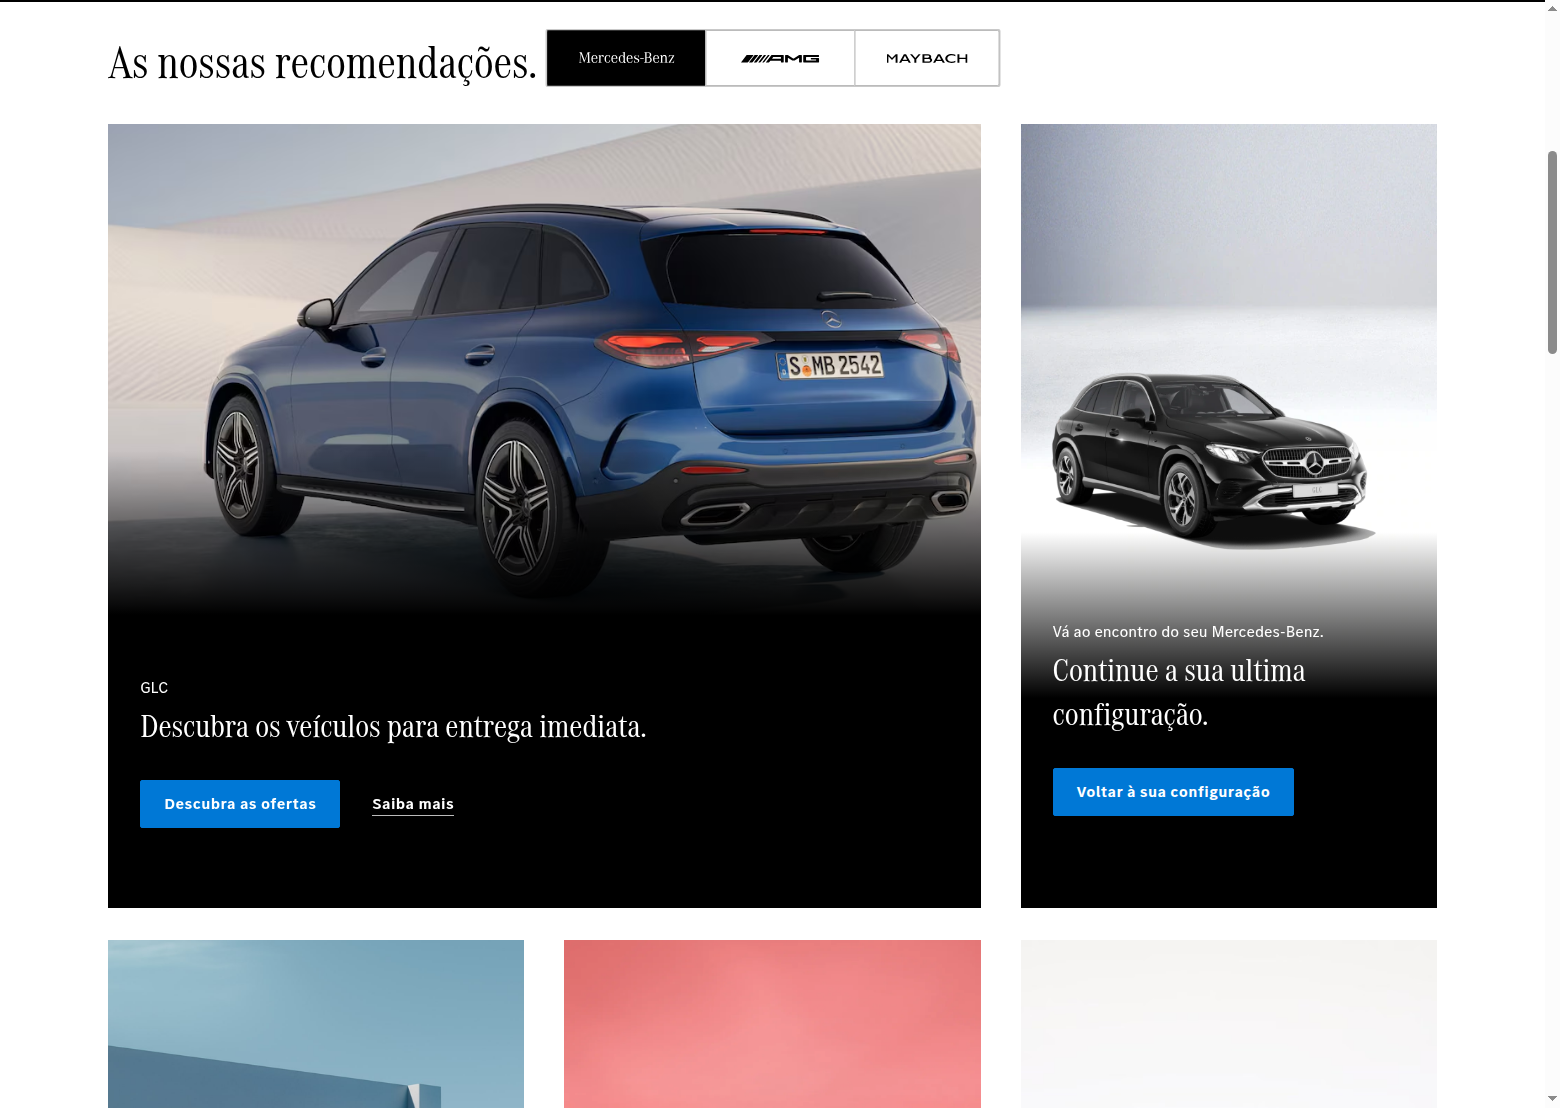 As nossas recomendações.
Mercedes-Benz
AMG
MAYBACH
S MB 2542
GLC
Descubra os veículos para entrega imediata.
Descubra as ofertas
Saiba mais
GLC
Vá ao encontro do seu Mercedes-Benz.
Continue a sua ultima
configuração.
Voltar à sua configuração